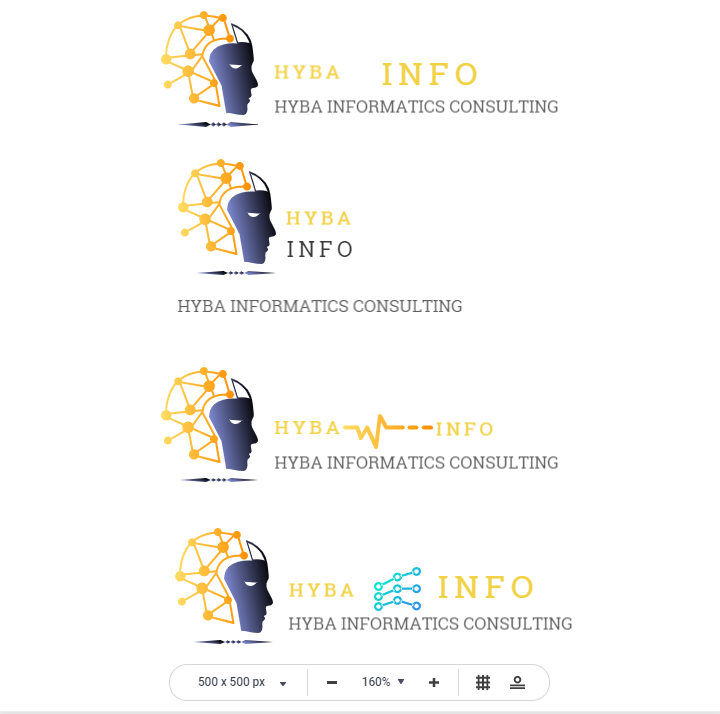 HYBA INFO
HYBA INFORMATICS CONSULTING
HYBA
INFO
HYBA INFORMATICS CONSULTING
HYBA INFO
HYBA INFORMATICS CONSULTING
HYBA INFO
HYBA INFORMATICS CONSULTING
500 x 500 px 160%